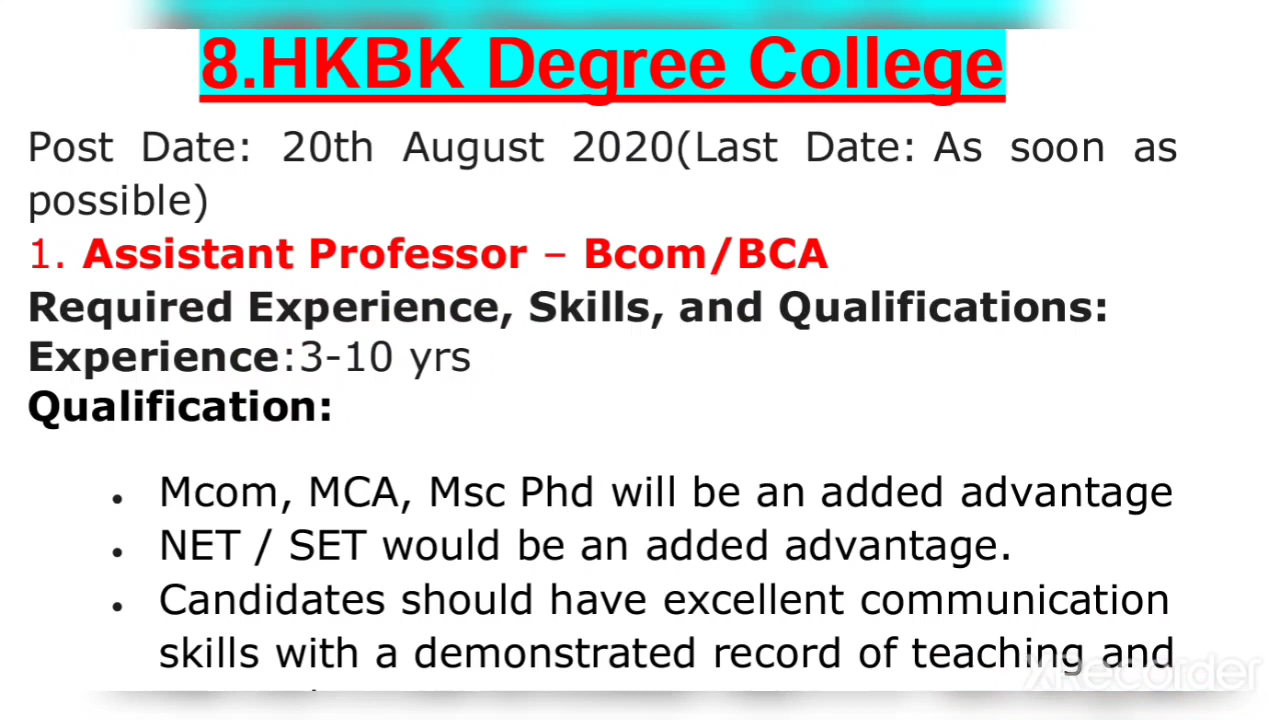 8.HKBK Degree College
Post Date: 20th August 2020(Last Date: As soon as
possible)
1. Assistant Professor – Bcom/BCA
Required Experience, Skills, and Qualifications:
Experience:3-10 yrs
Qualification:
• Mcom, MCA, Msc Phd will be an added advantage
• NET / SET would be an added advantage.
• Candidates should have excellent communication
skills with a demonstrated record of teaching and
XRecorder